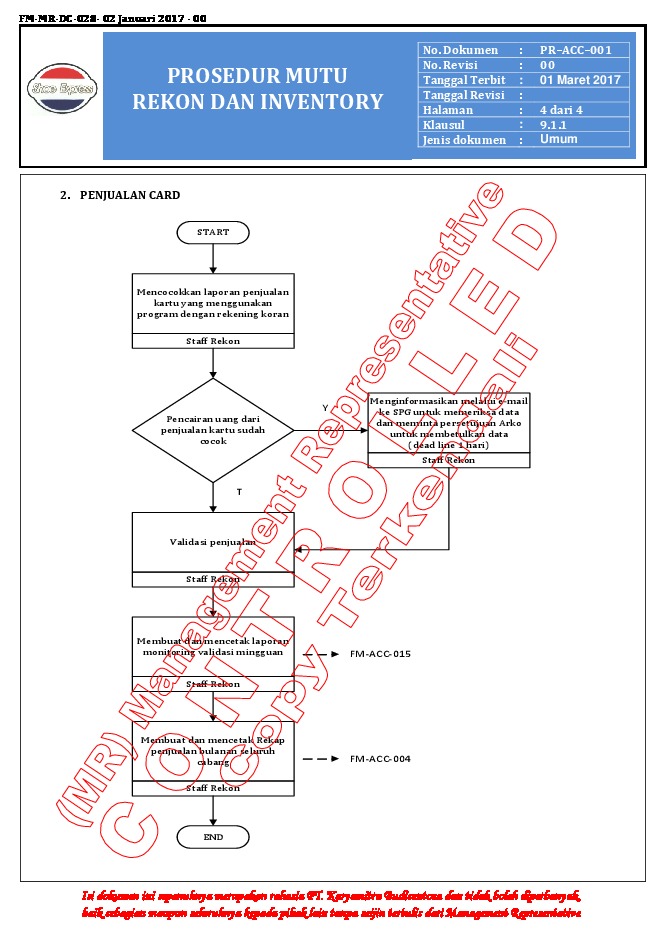 FM-MR-DC-028- 02 Januari 2017 - 00
Shoe Express
PROSEDUR MUTU
REKON DAN INVENTORY
No. Dokumen : PR-ACC-001
No. Revisi : 00
Tanggal Terbit : 01 Maret 2017
Tanggal Revisi :
Halaman : 4 dari 4
Klausul : 9.1.1
Jenis dokumen : Umum
2. PENJUALAN CARD
START
Mencocokkan laporan penjualan
kartu yang menggunakan
program dengan rekening koran
Staff Rekon
Pencairan uang dari
penjualan kartu sudah
cocok
Y
Menginformasikan melalui e-mail
ke SPG untuk memeriksa data
dan meminta persetujuan Arko
untuk membetulkan data
( dead line 1 hari)
Staff Rekon
T
Validasi penjualan
Staff Rekon
Membuat dan mencetak laporan
monitoring validasi mingguan
Staff Rekon
FM-ACC-015
Membuat dan mencetak Rekap
penjualan bulanan seluruh
cabang
Staff Rekon
FM-ACC-004
END
(MR) Management Representative
CONTROLLED
Copy Terkendali
Isi dokumen ini sepenuhnya merupakan rahasia PT. Karyamitra Budisentosa dan tidak boleh diperbanyak,
baik sebagian maupun seluruhnya kepada pihak lain tanpa seijin tertulis dari Management Representative